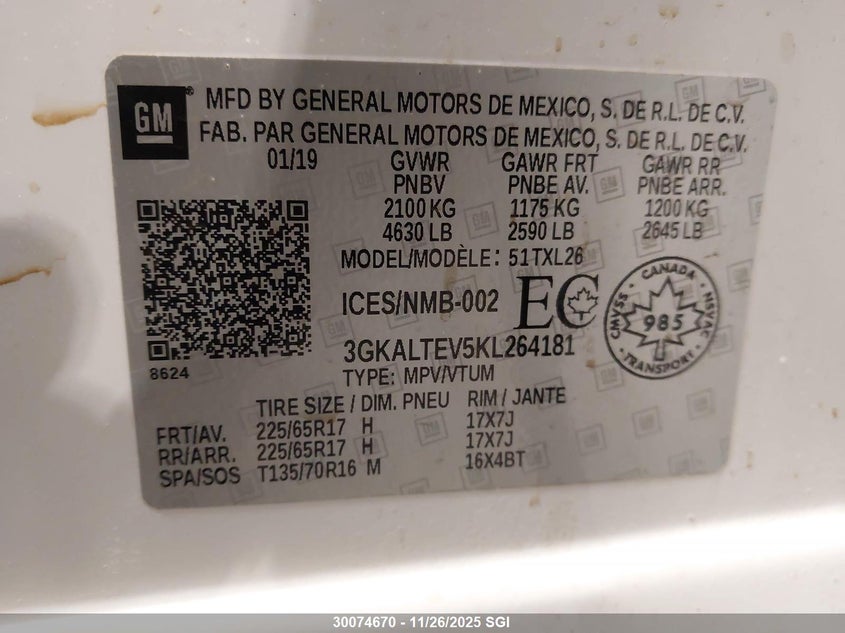 GM
MFD BY GENERAL MOTORS DE MEXICO, S. DE R.L. DE C.V.
FAB. PAR GENERAL MOTORS DE MEXICO, S. DE R.L. DE C.V.
01/19 GVWR GAWR FRT GAWR RR
PNBV PNBE AV. PNBE ARR.
2100 KG 1175 KG 1200 KG
4630 LB 2590 LB 2645 LB
MODEL/MODÈLE: 51TXL26
ICES/NMB-002 EC
CANADA
CMVSS 985 NSVAC
TRANSPORT
3GKALTEV5KL264181
8624
TYPE: MPV/VTUM
TIRE SIZE / DIM. PNEU RIM / JANTE
FRT/AV. 225/65R17 H 17X7J
RR/ARR. 225/65R17 H 17X7J
SPA/SOS T135/70R16 M 16X4BT
30074670 - 11/26/2025 SGI